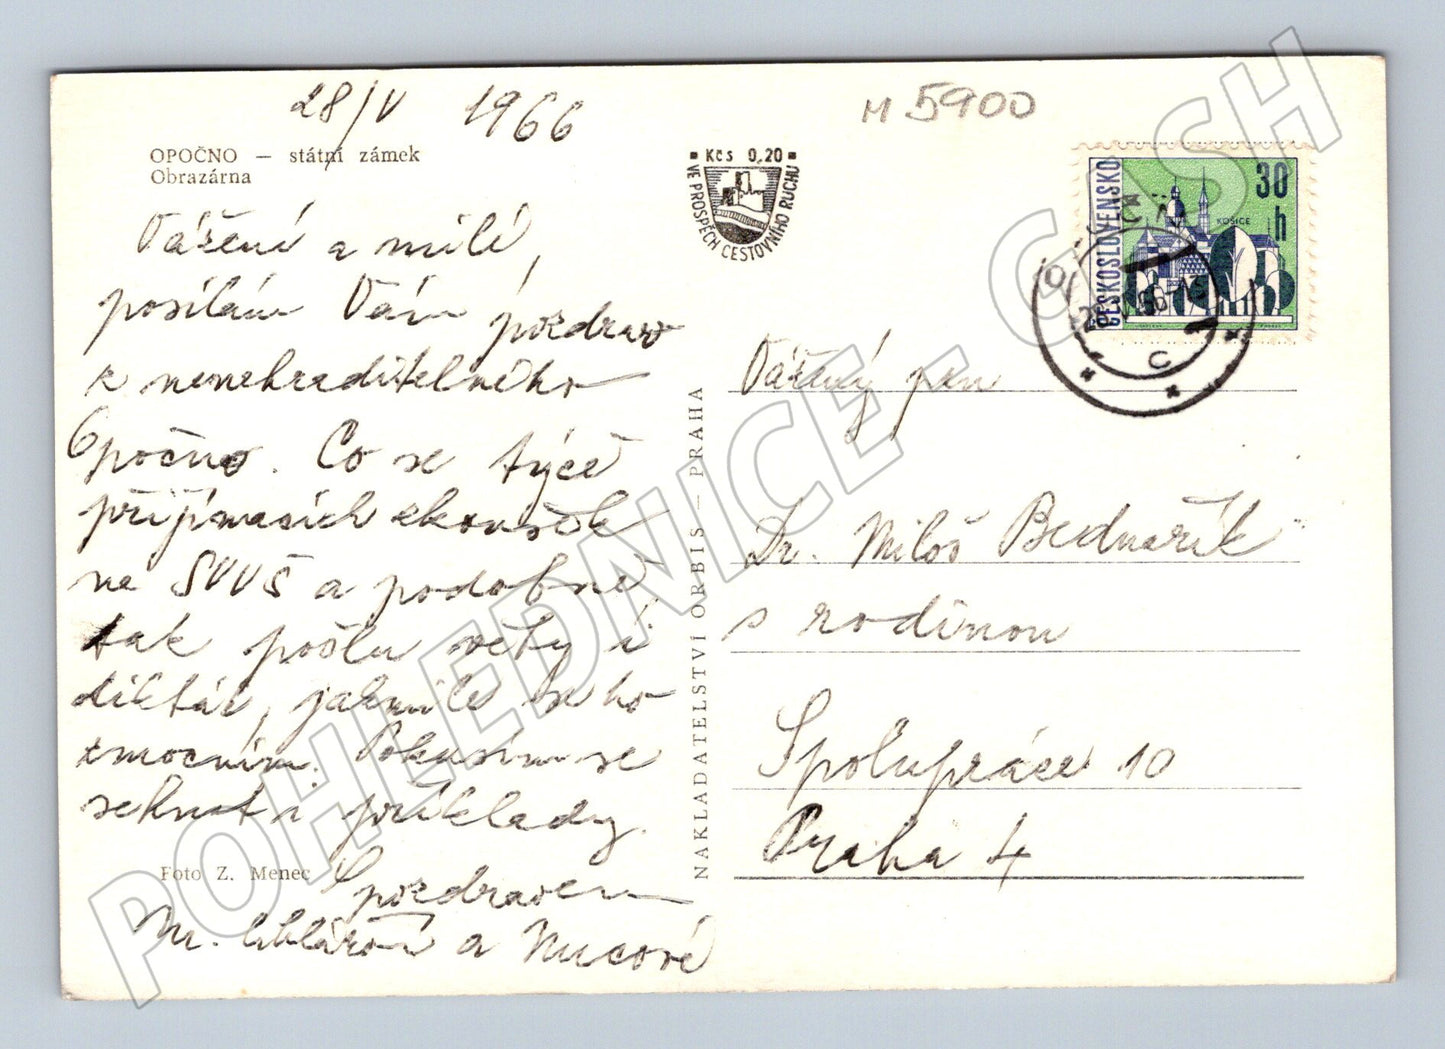 28/V 1966
M 5900
OPOČNO — státní zámek
Obrazárna
Kčs 0,20
VE PROSPĚCH CESTOVNÍHO RUCHU
ČESKOSLOVENSKO
30 h
KOŠICE
Vážení a milí,
posílám Vám pozdrav
z nenahraditelného
Opočno. Co se týče
přijímacích zkoušek
na SVVŠ a podobně
tak pošlu věty i
diktát, jakmile se ho
zmocním. Pokusím se
sehnat i příklady.
S pozdravem
M. a
Foto Z. Menec
NAKLADATELSTVÍ ORBIS — PRAHA
Vážený pan
Dr. Miloš Bednařík
s rodinou
Spolupráce 10
Praha 4
POHLEDNICE - CASH